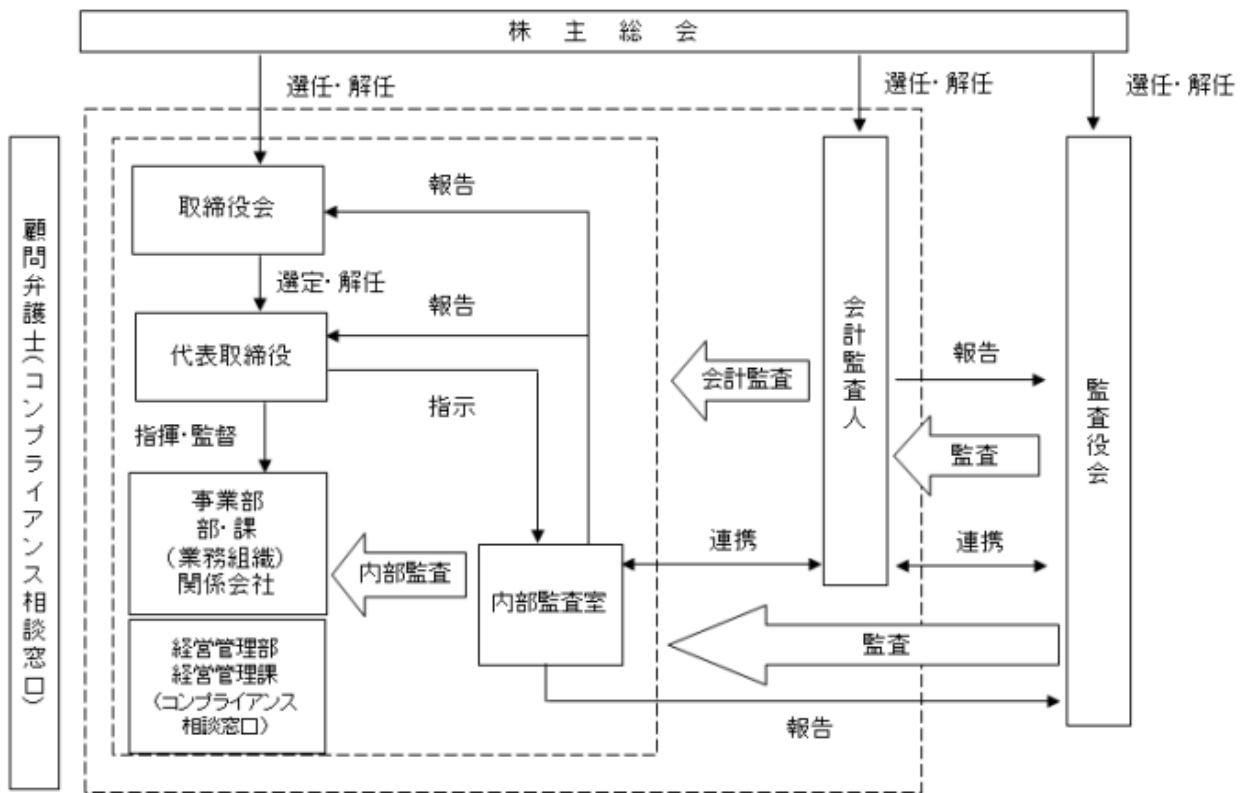 株主総会
選任・解任
選任・解任
選任・解任
顧問弁護士(コンプライアンス相談窓口)
取締役会
報告
選定・解任
報告
代表取締役
指示
指揮・監督
事業部
部・課
(業務組織)
関係会社
内部監査
内部監査室
経営管理部
経営管理課
(コンプライアンス
相談窓口)
会計監査
会計監査人
報告
監査
連携
連携
監査
報告
監査役会